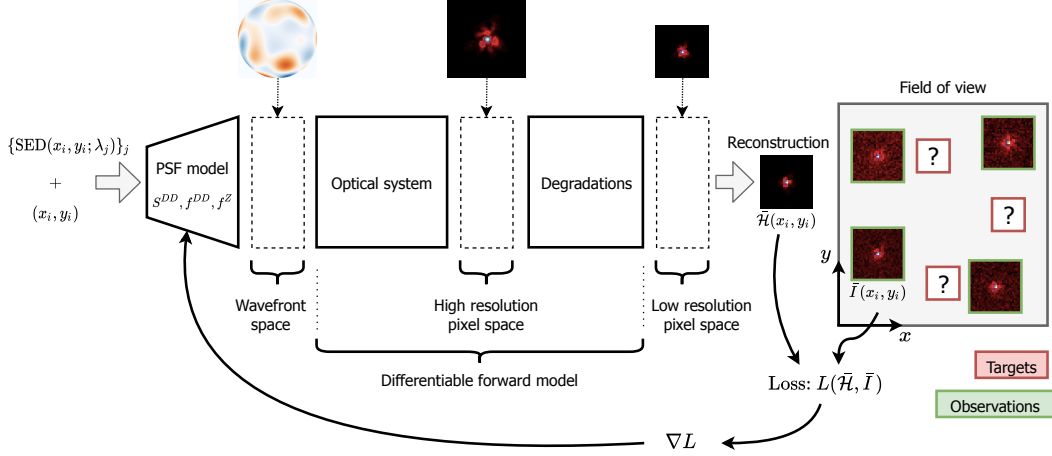 {SED(x_i, y_i; λ_j)}_j
+
(x_i, y_i)
PSF model
S^{DD}, f^{DD}, f^Z
Optical system
Degradations
Reconstruction
H̄(x_i, y_i)
Field of view
?
?
?
y
Ī(x_i, y_i)
x
Wavefront
space
High resolution
pixel space
Low resolution
pixel space
Differentiable forward model
Loss: L(H̄, Ī)
∇L
Targets
Observations